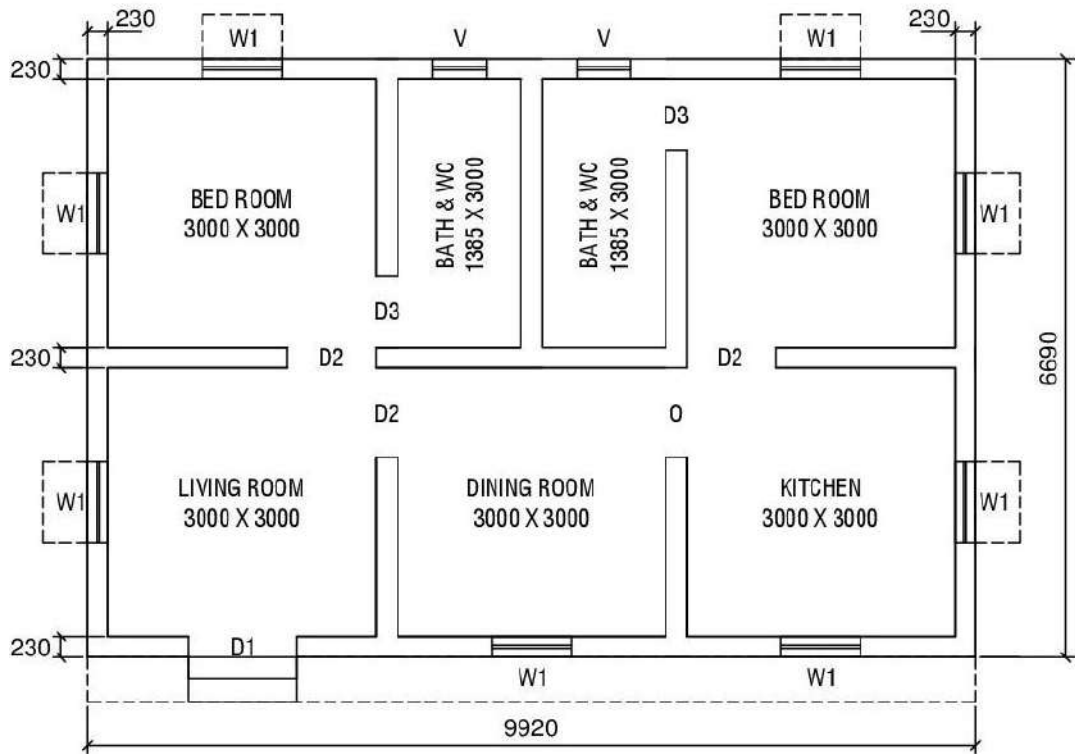 230
W1
V
V
W1
230
230
D3
BED ROOM
3000 X 3000
BATH & WC
1385 X 3000
BATH & WC
1385 X 3000
BED ROOM
3000 X 3000
W1
W1
D3
230
D2
D2
6690
D2
O
LIVING ROOM
3000 X 3000
DINING ROOM
3000 X 3000
KITCHEN
3000 X 3000
W1
W1
230
D1
W1
W1
9920